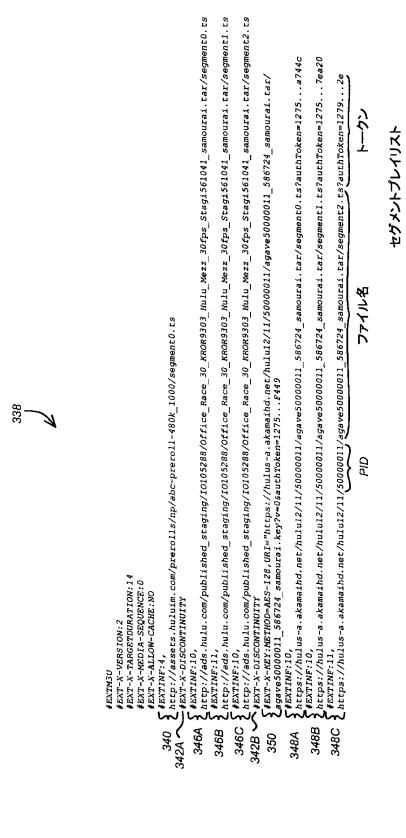 338
#EXTM3U
#EXT-X-VERSION:2
#EXT-X-TARGETDURATION:14
#EXT-X-MEDIA-SEQUENCE:0
#EXT-X-ALLOW-CACHE:NO
#EXTINF:4,
340 http://assets.huluim.com/prerolls/np/abc-preroll-480k_1000/segment0.ts
342A #EXT-X-DISCONTINUITY
#EXTINF:10,
346A http://ads.hulu.com/published_staging/IO105288/Office_Race_30_KROR9303_Hulu_Mezz_30fps_Stagi561041_samourai.tar/segment0.ts
#EXTINF:11,
346B http://ads.hulu.com/published_staging/IO105288/Office_Race_30_KROR9303_Hulu_Mezz_30fps_Stagi561041_samourai.tar/segment1.ts
#EXTINF:10,
346C http://ads.hulu.com/published_staging/IO105288/Office_Race_30_KROR9303_Hulu_Mezz_30fps_Stagi561041_samourai.tar/segment2.ts
342B #EXT-X-DISCONTINUITY
350 #EXT-X-KEY:METHOD=AES-128,URI="https://hulus-a.akamaihd.net/hulu12/11/50000011/agave50000011_586724_samourai.tar/
agave50000011_586724_samourai.key?v=0&authToken=1275...F449
#EXTINF:10,
348A https://hulus-a.akamaihd.net/hulu12/11/50000011/agave50000011_586724_samourai.tar/segment0.ts?authToken=1275...a744c
#EXTINF:10,
348B https://hulus-a.akamaihd.net/hulu12/11/50000011/agave50000011_586724_samourai.tar/segment1.ts?authToken=1275...7ea20
#EXTINF:11,
348C https://hulus-a.akamaihd.net/hulu12/11/50000011/agave50000011_586724_samourai.tar/segment2.ts?authToken=1279...2e
PID ファイル名 トークン
セグメントプレイリスト